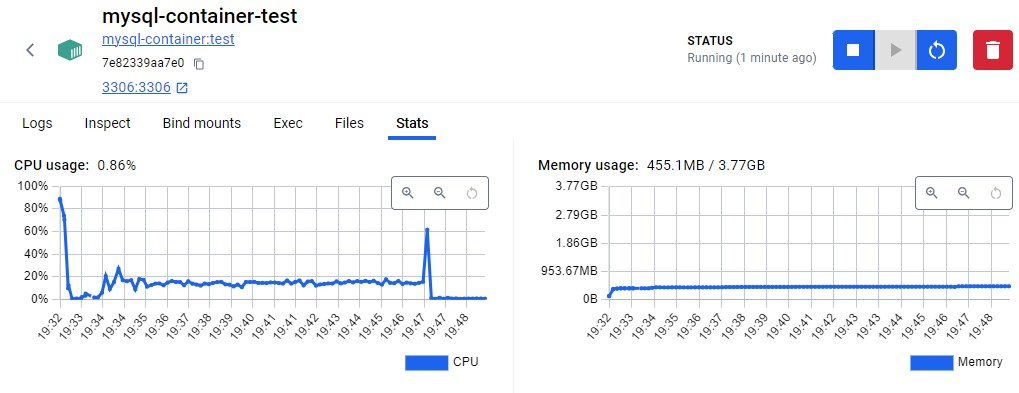 mysql-container-test
mysql-container:test
7e82339aa7e0
3306:3306
STATUS
Running (1 minute ago)
Logs Inspect Bind mounts Exec Files Stats
CPU usage: 0.86%
100%
80%
60%
40%
20%
0%
19:32 19:33 19:34 19:34 19:35 19:36 19:37 19:38 19:39 19:40 19:41 19:41 19:42 19:43 19:44 19:45 19:46 19:47 19:47 19:48
CPU
Memory usage: 455.1MB / 3.77GB
3.77GB
2.79GB
1.86GB
953.67MB
0B
19:32 19:33 19:34 19:35 19:36 19:37 19:38 19:39 19:40 19:41 19:42 19:43 19:43 19:44 19:45 19:46 19:47 19:48
Memory